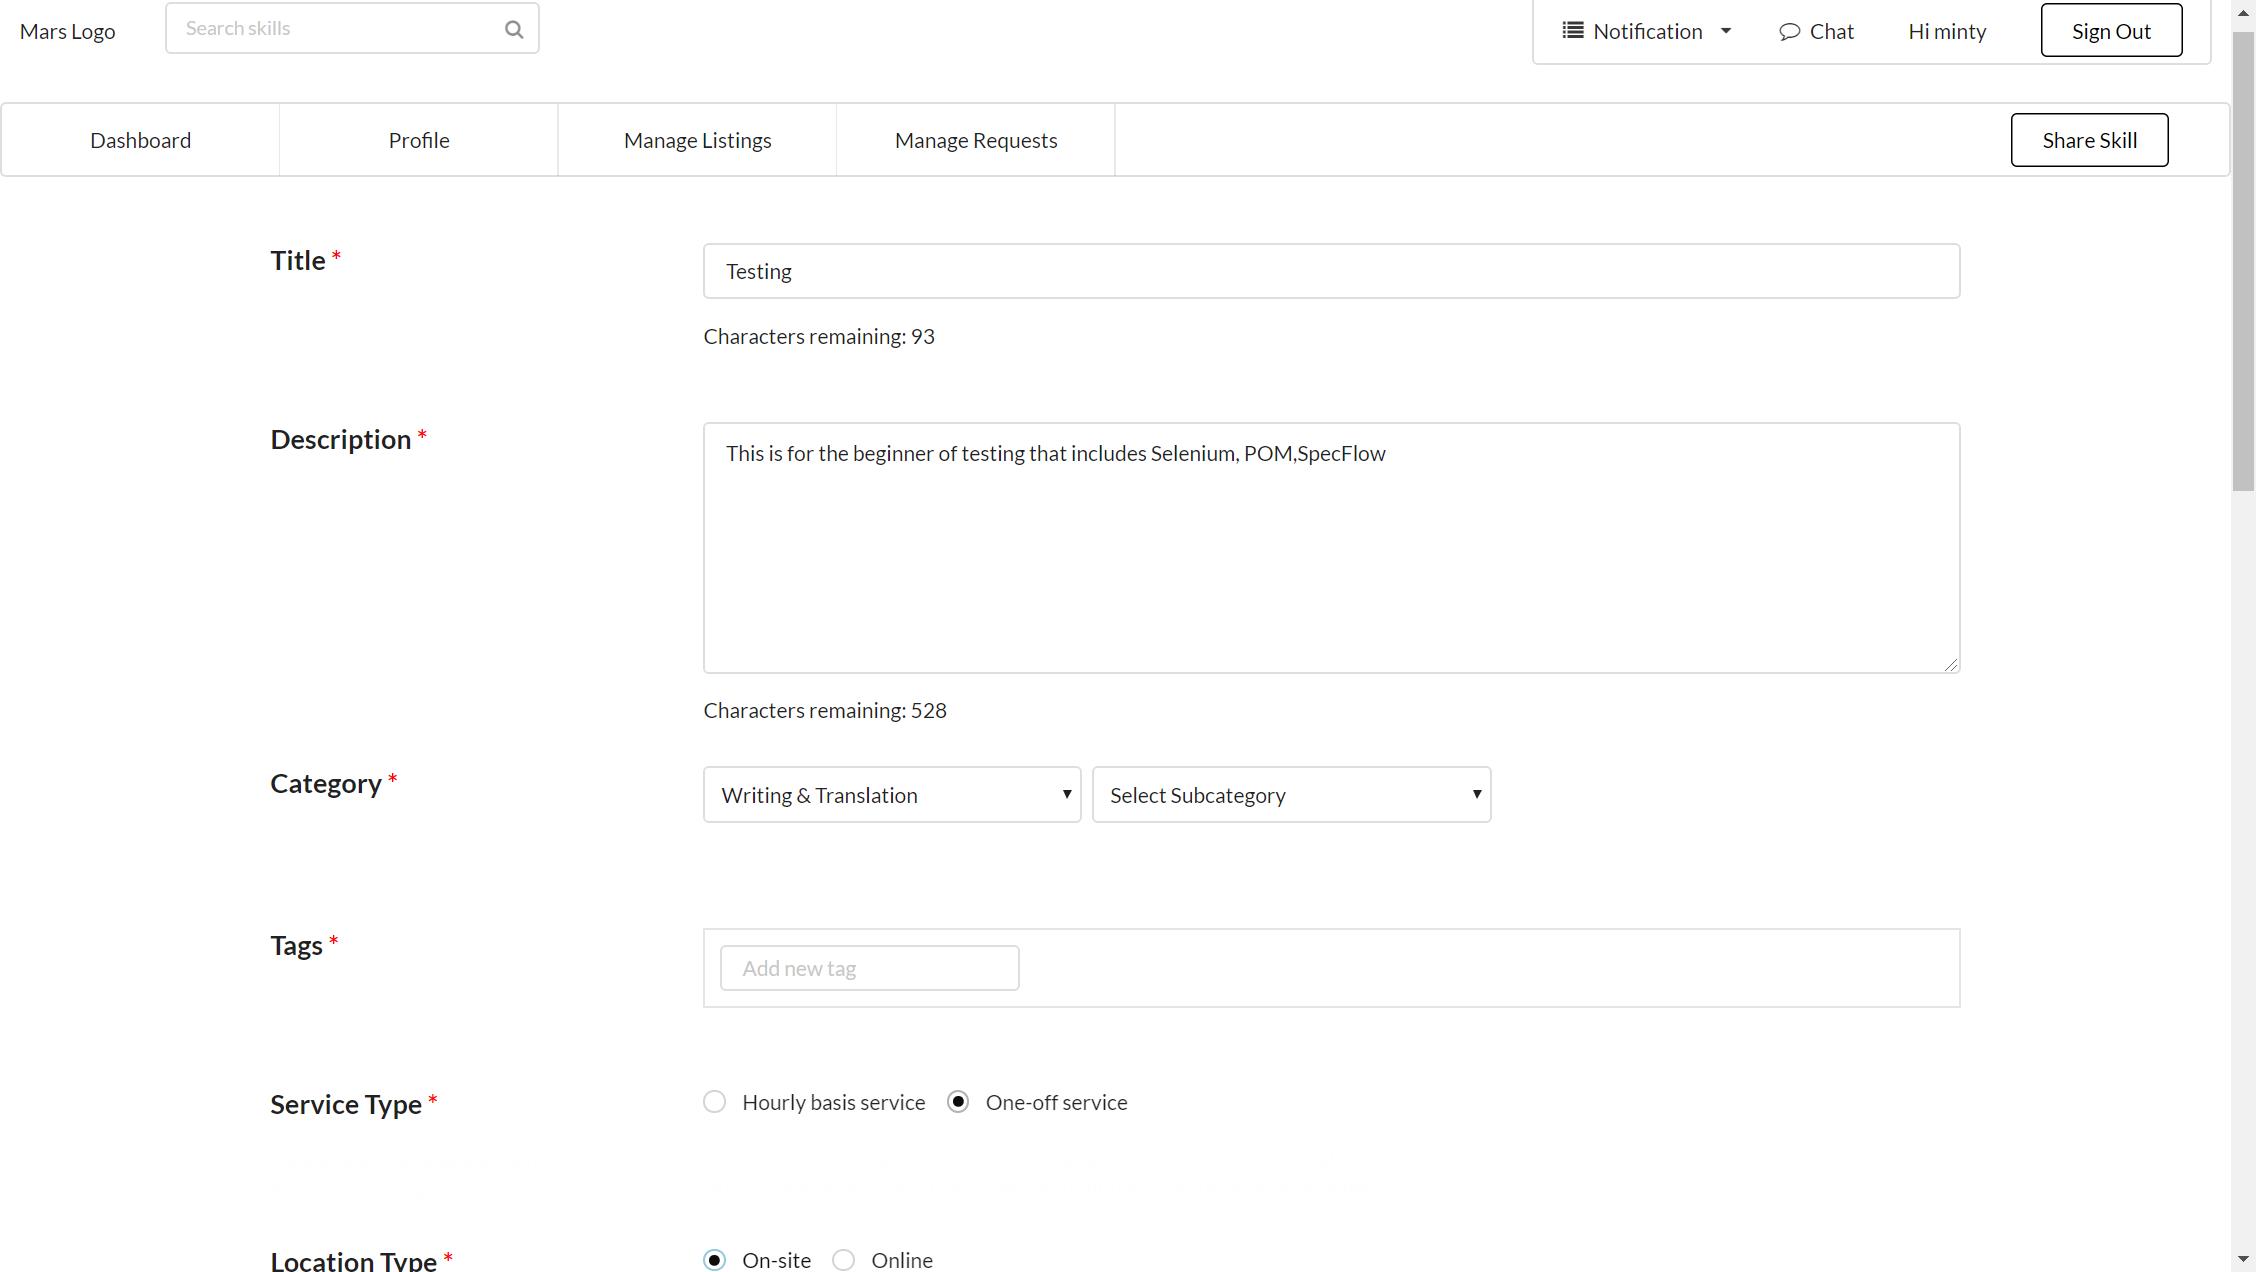 Mars Logo
Search skills
Notification
Chat
Hi minty
Sign Out
Dashboard
Profile
Manage Listings
Manage Requests
Share Skill
Title *
Testing
Characters remaining: 93
Description *
This is for the beginner of testing that includes Selenium, POM,SpecFlow
Characters remaining: 528
Category *
Writing & Translation
Select Subcategory
Tags *
Add new tag
Service Type *
Hourly basis service
One-off service
Location Type *
On-site
Online